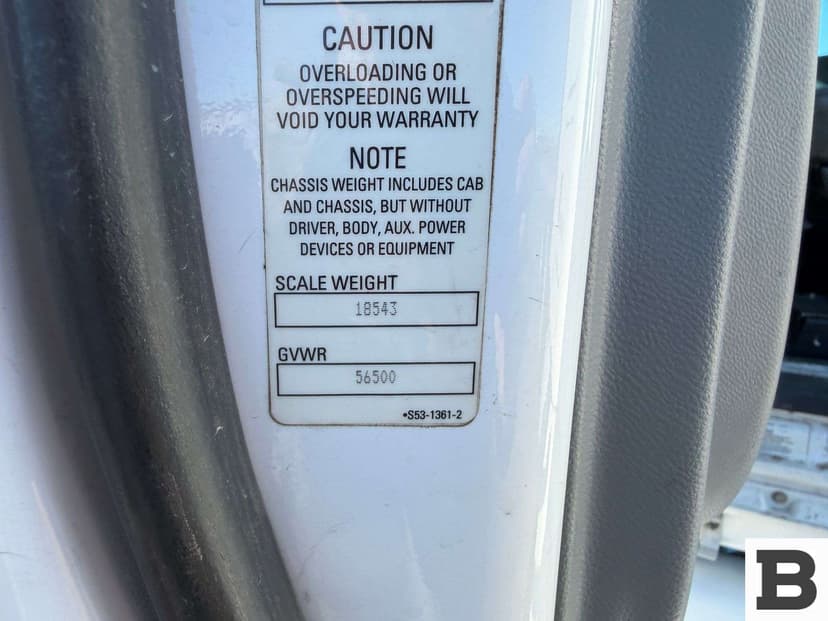 CAUTION
OVERLOADING OR
OVERSPEEDING WILL
VOID YOUR WARRANTY
NOTE
CHASSIS WEIGHT INCLUDES CAB
AND CHASSIS, BUT WITHOUT
DRIVER, BODY, AUX. POWER
DEVICES OR EQUIPMENT
SCALE WEIGHT
18543
GVWR
56500
•S53-1361-2
B